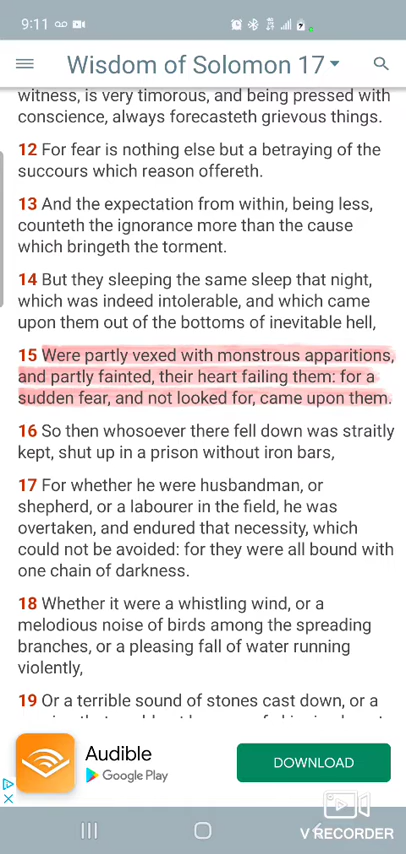 9:11
Wisdom of Solomon 17
witness, is very timorous, and being pressed with
conscience, always forecasteth grievous things.
12 For fear is nothing else but a betraying of the
succours which reason offereth.
13 And the expectation from within, being less,
counteth the ignorance more than the cause
which bringeth the torment.
14 But they sleeping the same sleep that night,
which was indeed intolerable, and which came
upon them out of the bottoms of inevitable hell,
15 Were partly vexed with monstrous apparitions,
and partly fainted, their heart failing them: for a
sudden fear, and not looked for, came upon them.
16 So then whosoever there fell down was straitly
kept, shut up in a prison without iron bars,
17 For whether he were husbandman, or
shepherd, or a labourer in the field, he was
overtaken, and endured that necessity, which
could not be avoided: for they were all bound with
one chain of darkness.
18 Whether it were a whistling wind, or a
melodious noise of birds among the spreading
branches, or a pleasing fall of water running
violently,
19 Or a terrible sound of stones cast down, or a
Audible
Google Play
DOWNLOAD
V RECORDER